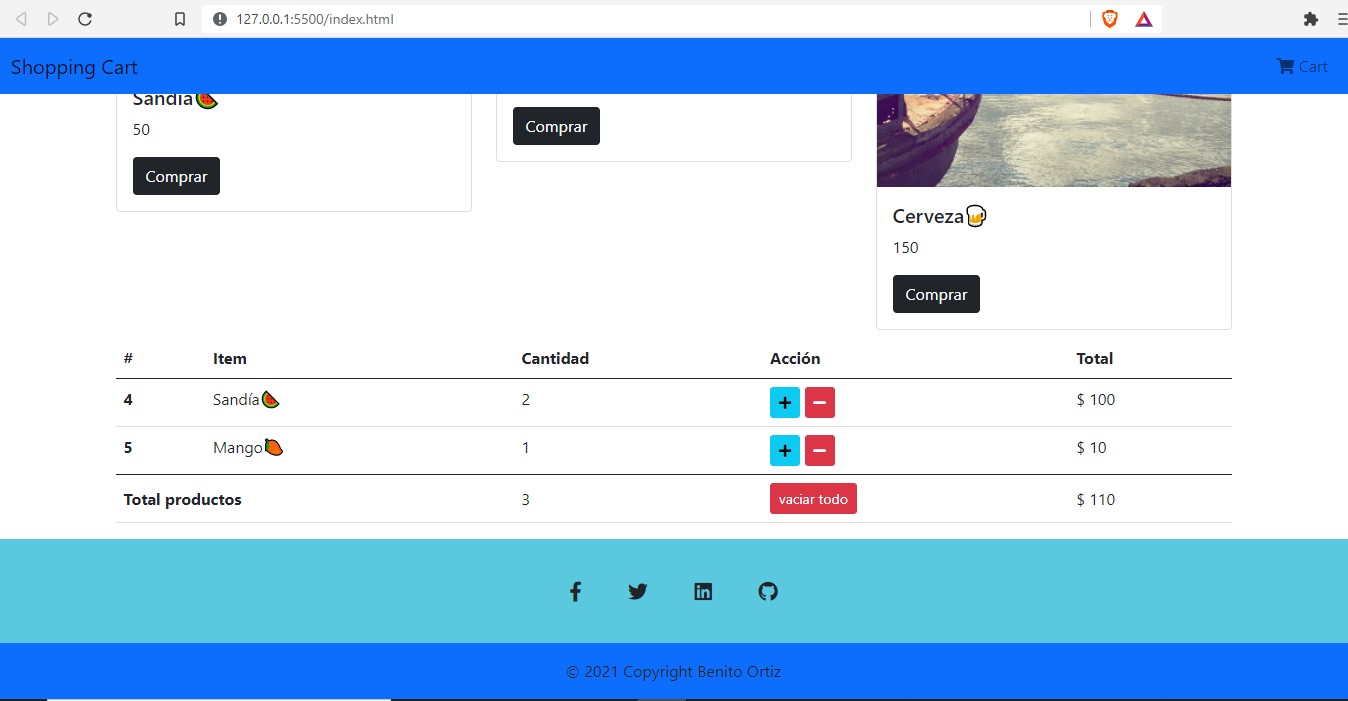 127.0.0.1:5500/index.html
Shopping Cart
Cart
Sandía🍉
50
Comprar
Comprar
Cerveza🍺
150
Comprar
# Item Cantidad Acción Total
4 Sandía🍉 2 + − $ 100
5 Mango🥭 1 + − $ 10
Total productos 3 vaciar todo $ 110
© 2021 Copyright Benito Ortiz